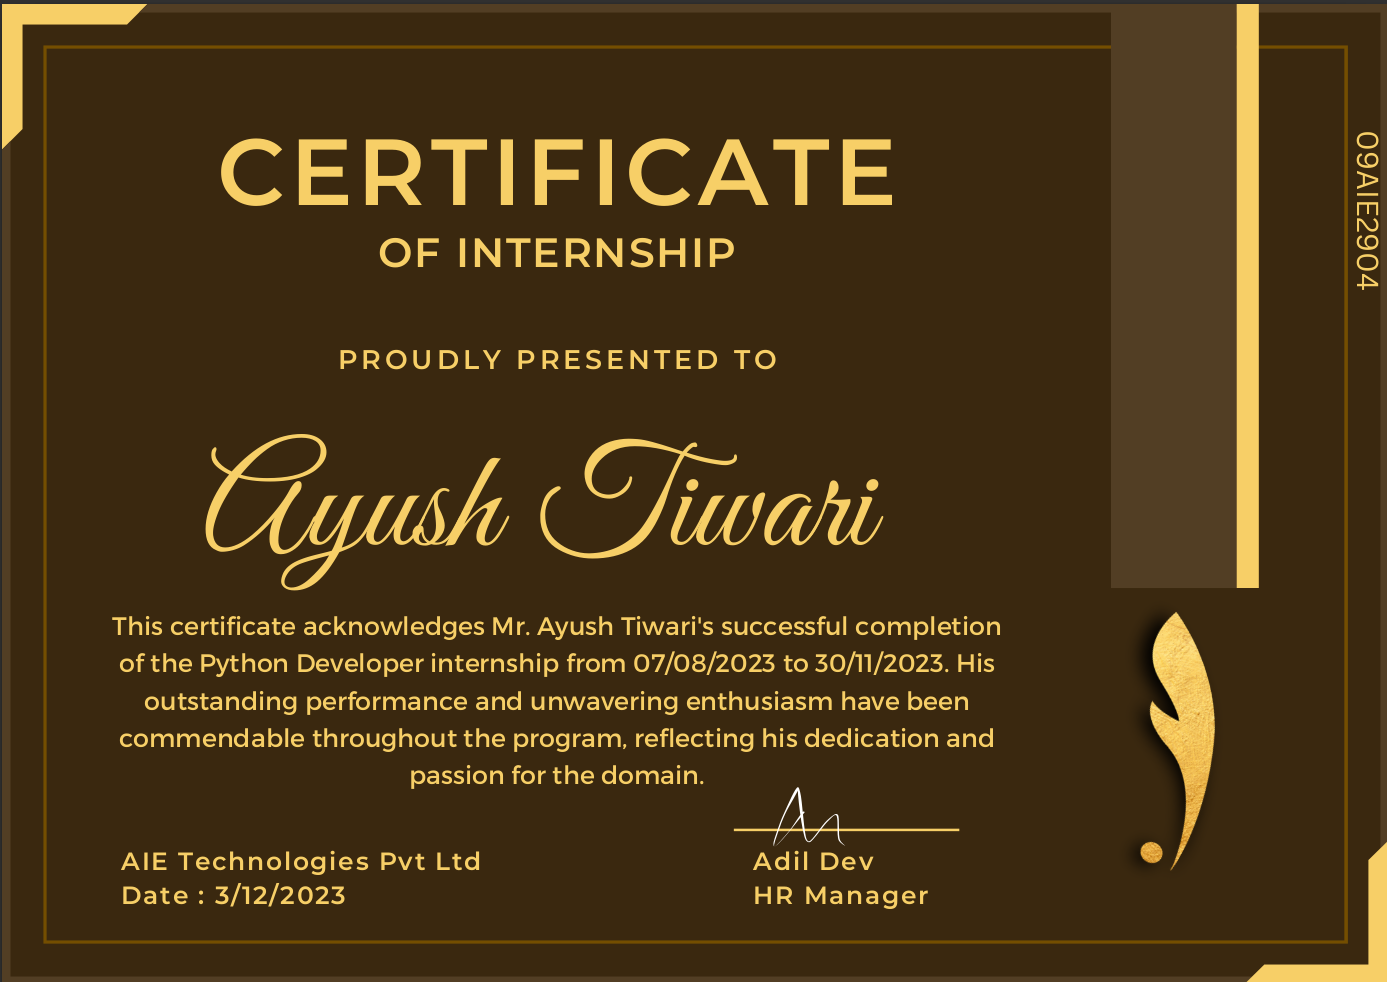 CERTIFICATE
OF INTERNSHIP
PROUDLY PRESENTED TO
Ayush Tiwari
This certificate acknowledges Mr. Ayush Tiwari's successful completion
of the Python Developer internship from 07/08/2023 to 30/11/2023. His
outstanding performance and unwavering enthusiasm have been
commendable throughout the program, reflecting his dedication and
passion for the domain.
AIE Technologies Pvt Ltd
Date : 3/12/2023
Adil Dev
HR Manager
09AIE2904